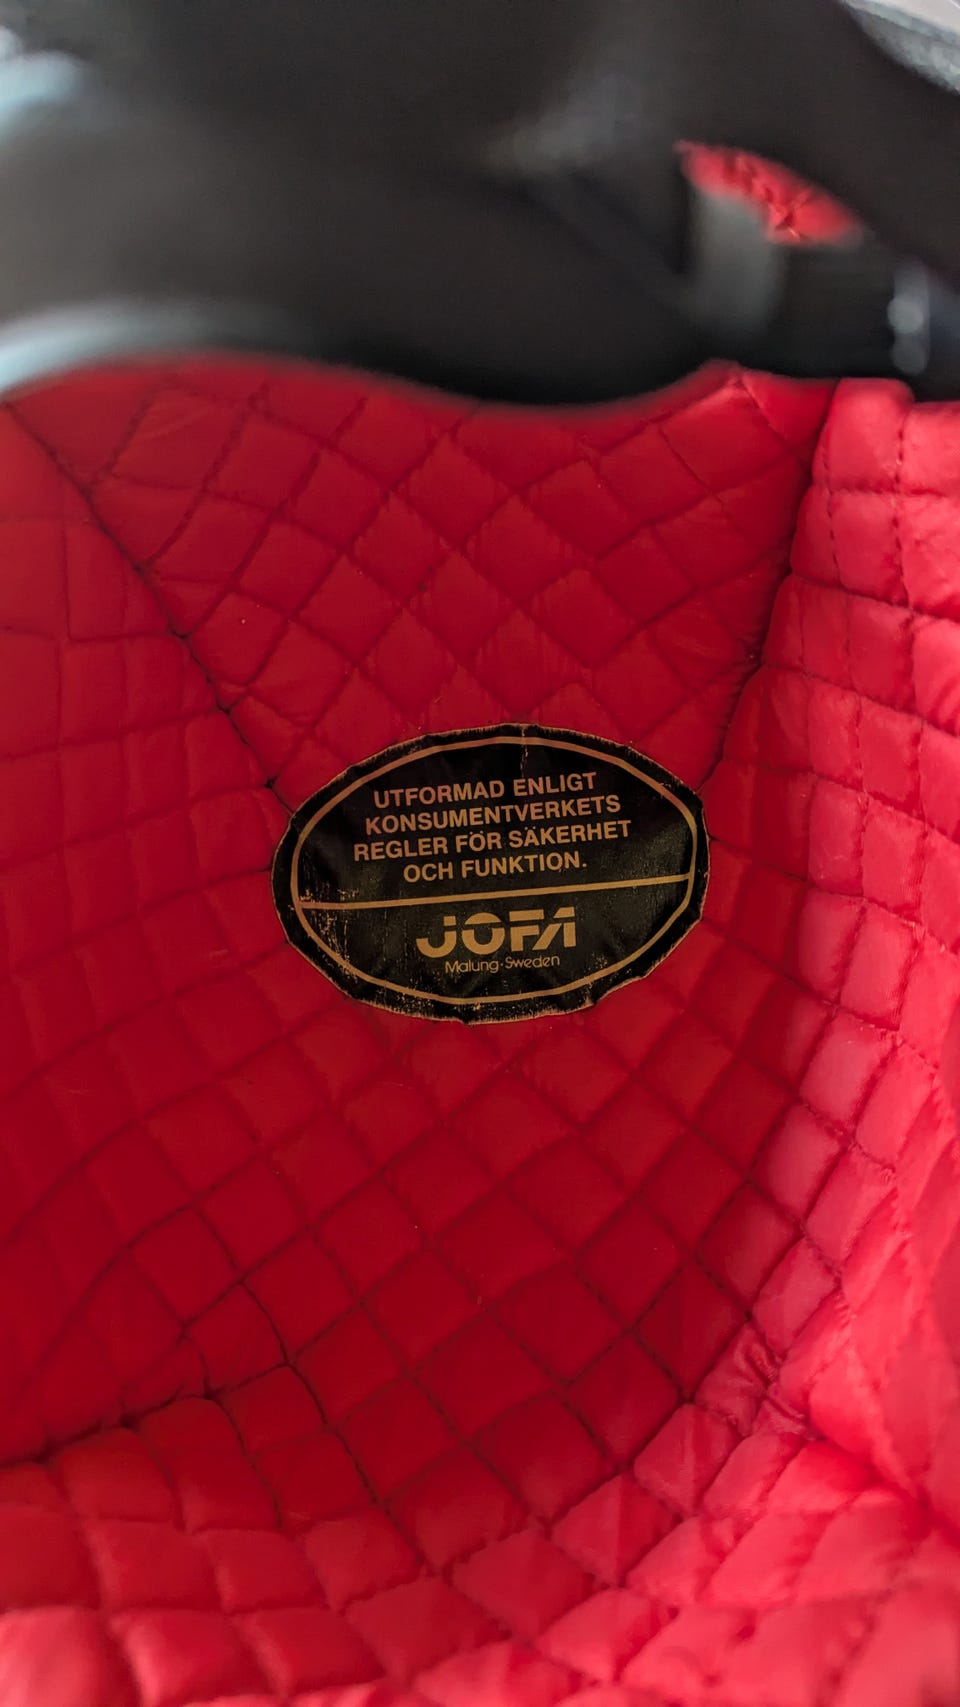 UTFORMAD ENLIGT
KONSUMENTVERKETS
REGLER FÖR SÄKERHET
OCH FUNKTION.
JOFA
Malung·Sweden